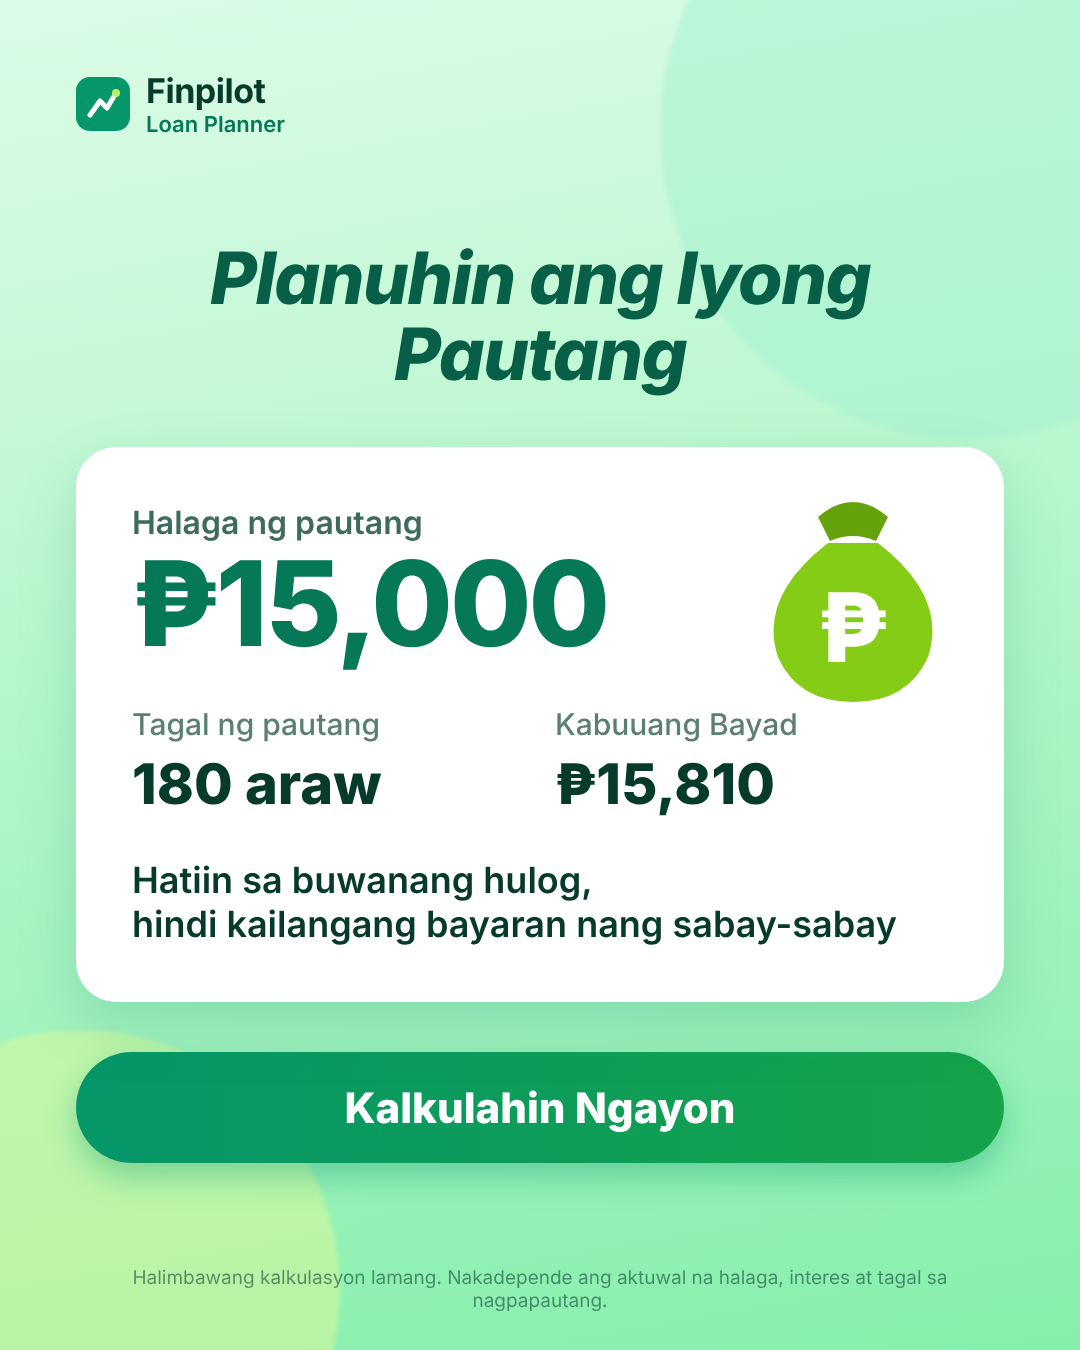 Finpilot
Loan Planner
Planuhin ang Iyong
Pautang
Halaga ng pautang
₱15,000
₱
Tagal ng pautang
180 araw
Kabuuang Bayad
₱15,810
Hatiin sa buwanang hulog,
hindi kailangang bayaran nang sabay-sabay
Kalkulahin Ngayon
Halimbawang kalkulasyon lamang. Nakadepende ang aktuwal na halaga, interes at tagal sa
nagpapautang.